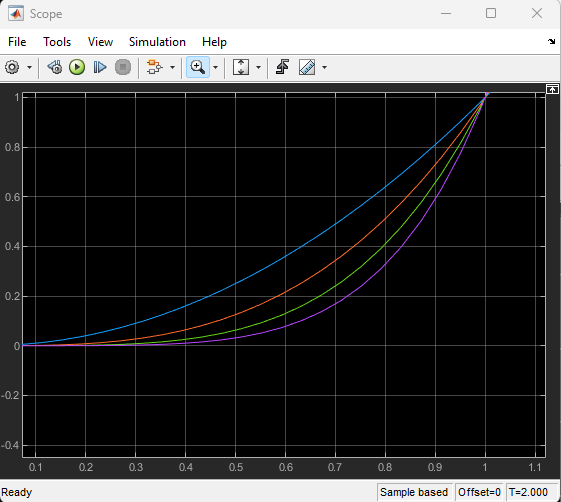 Scope
File Tools View Simulation Help
1
0.8
0.6
0.4
0.2
0
-0.2
-0.4
0.1 0.2 0.3 0.4 0.5 0.6 0.7 0.8 0.9 1 1.1
Ready Sample based Offset=0 T=2.000